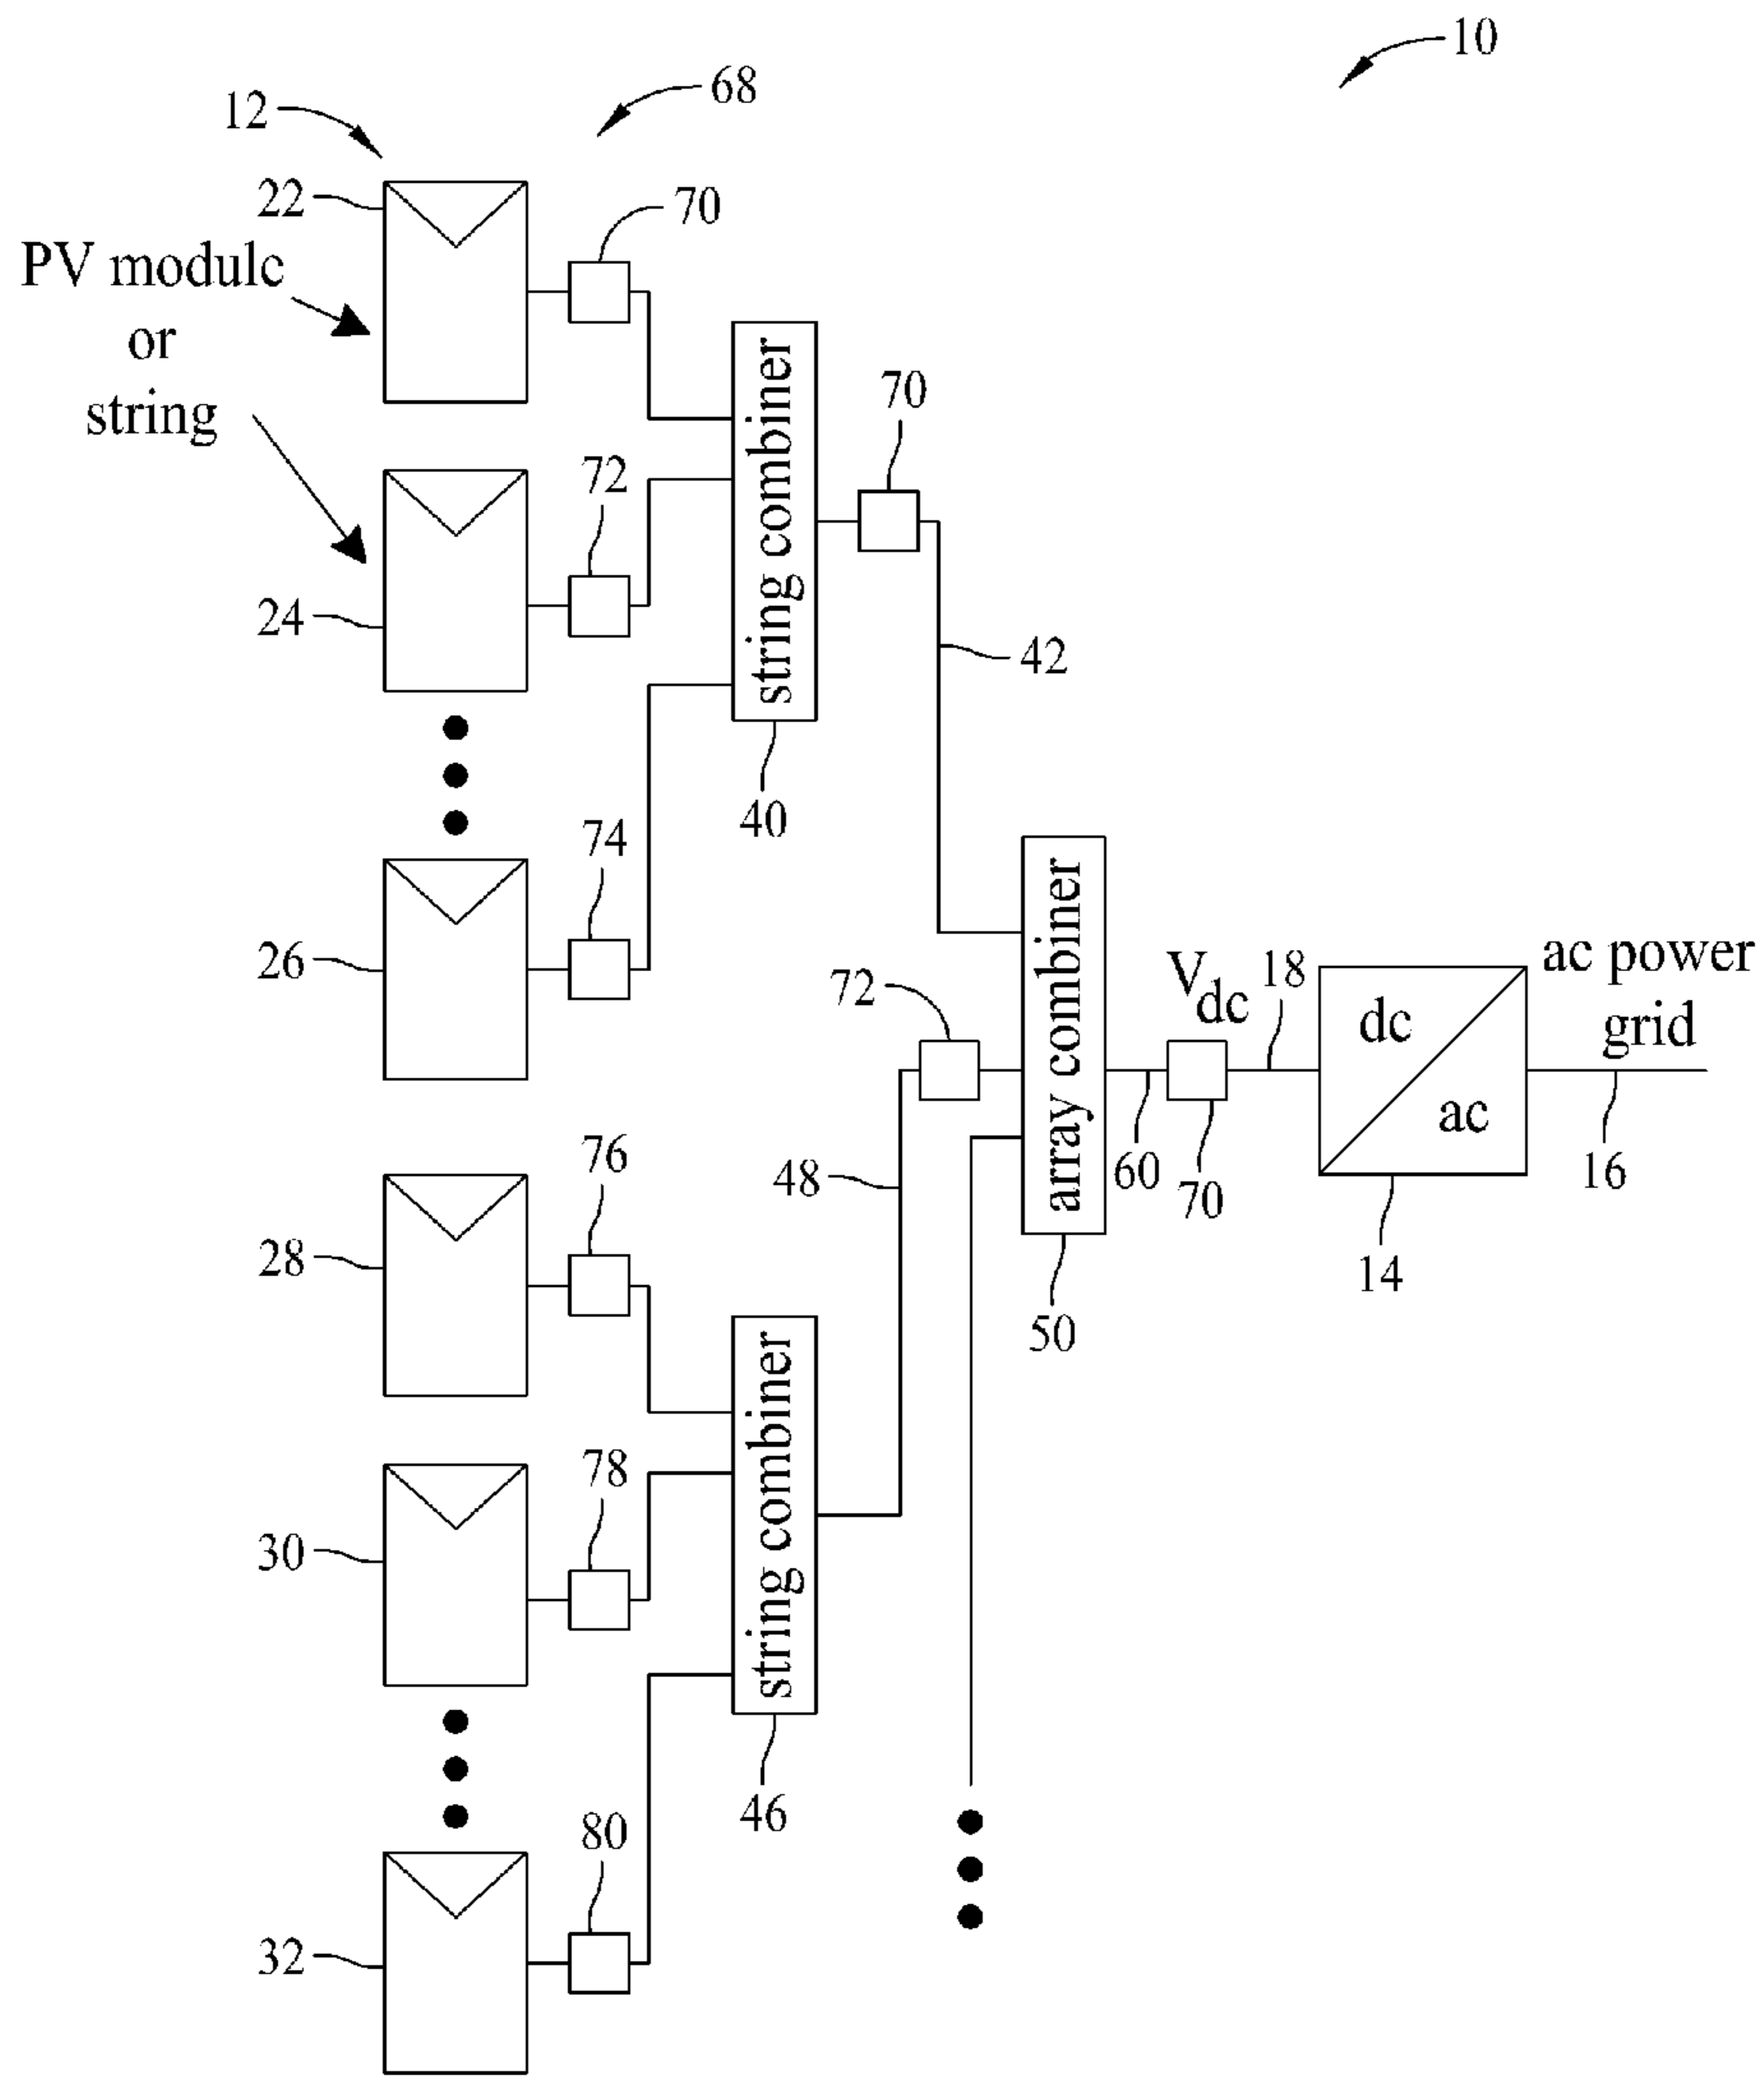 10
68
12
22
70
PV module
or
string
string combiner
70
72
24
42
40
74
26
72
array combiner
V
dc
18
ac power
grid
dc
ac
76
48
60
70
16
28
14
50
string combiner
78
30
46
80
32